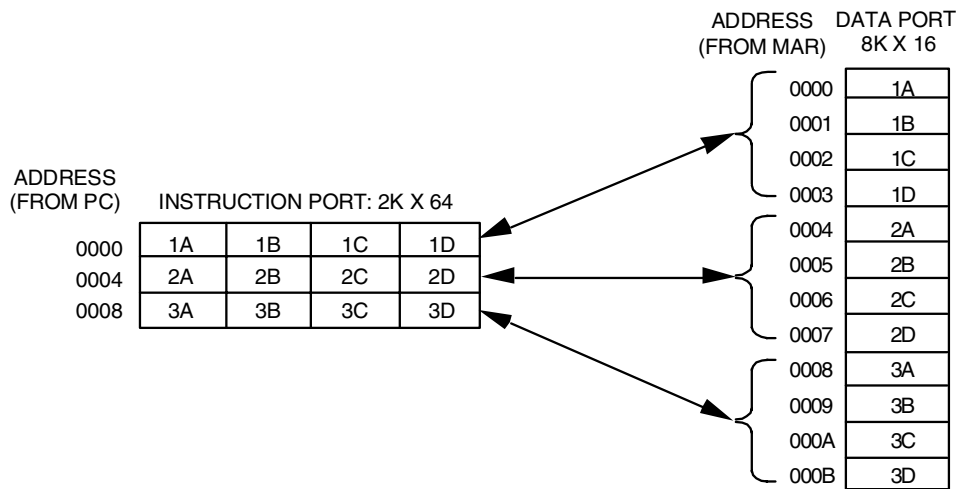 ADDRESS DATA PORT
(FROM MAR) 8K X 16
0000 1A
0001 1B
0002 1C
0003 1D
0004 2A
0005 2B
0006 2C
0007 2D
0008 3A
0009 3B
000A 3C
000B 3D
ADDRESS
(FROM PC) INSTRUCTION PORT: 2K X 64
0000 1A 1B 1C 1D
0004 2A 2B 2C 2D
0008 3A 3B 3C 3D